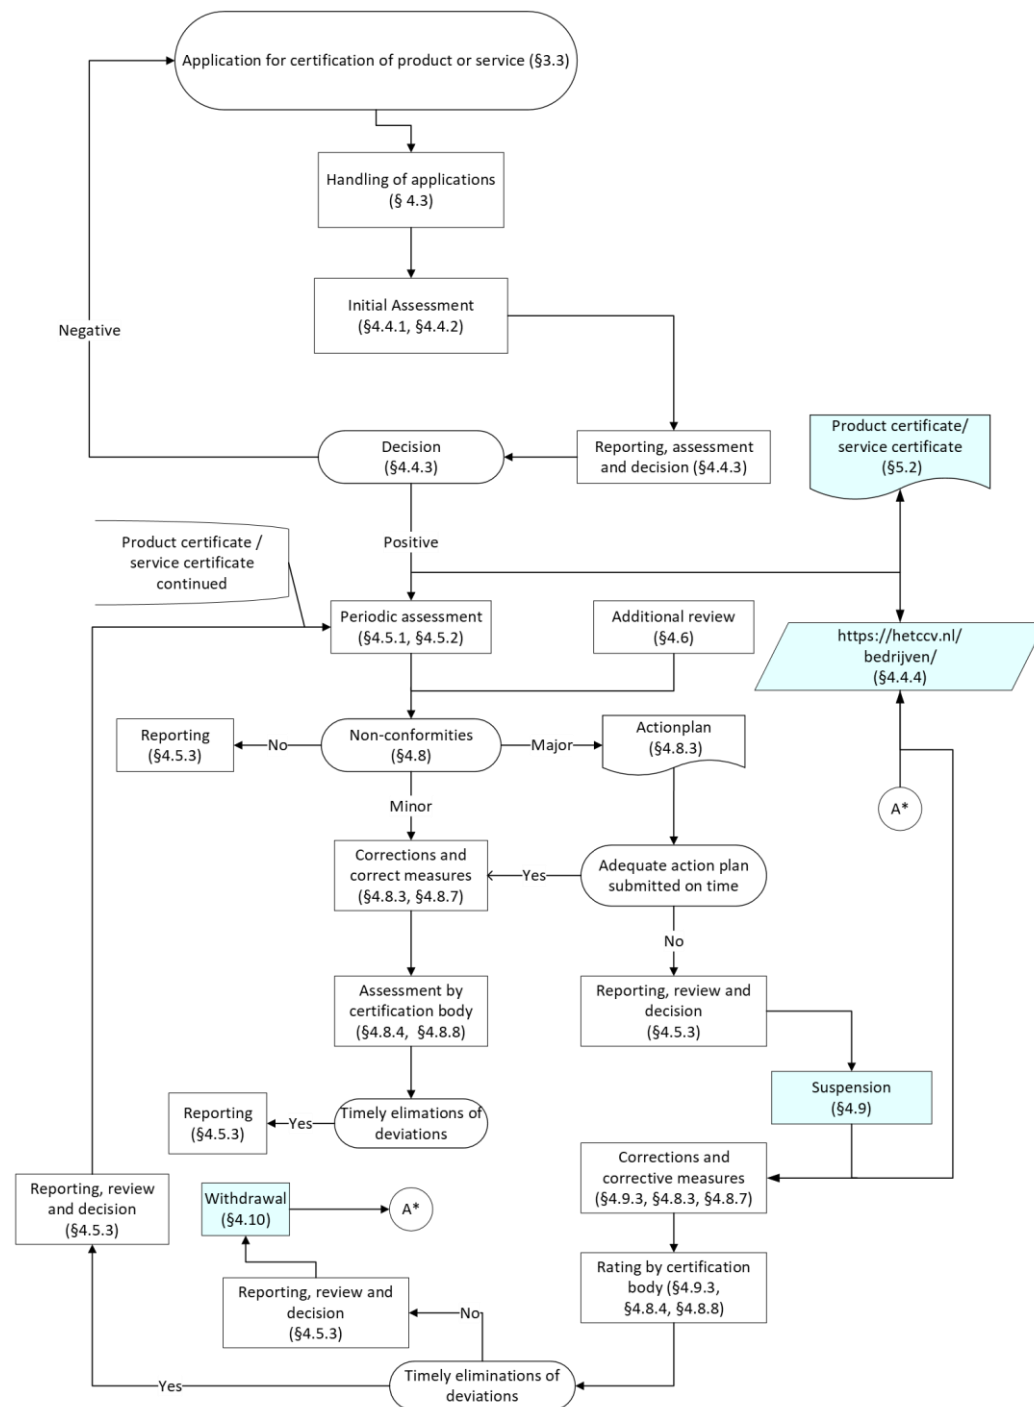 Application for certification of product or service (§3.3)
Handling of applications
(§ 4.3)
Initial Assessment
(§4.4.1, §4.4.2)
Negative
Decision
(§4.4.3)
Reporting, assessment
and decision (§4.4.3)
Product certificate/
service certificate
(§5.2)
Positive
Product certificate /
service certificate
continued
Periodic assessment
(§4.5.1, §4.5.2)
Additional review
(§4.6)
https://hetccv.nl/
bedrijven/
(§4.4.4)
Reporting
(§4.5.3)
No
Non-conformities
(§4.8)
Major
Actionplan
(§4.8.3)
Minor
A*
Corrections and
correct measures
(§4.8.3, §4.8.7)
Yes
Adequate action plan
submitted on time
No
Assessment by
certification body
(§4.8.4, §4.8.8)
Reporting, review and
decision
(§4.5.3)
Suspension
(§4.9)
Reporting
(§4.5.3)
Yes
Timely elimations of
deviations
Corrections and
corrective measures
(§4.9.3, §4.8.3, §4.8.7)
Reporting, review
and decision
(§4.5.3)
Withdrawal
(§4.10)
A*
Rating by certification
body (§4.9.3,
§4.8.4, §4.8.8)
Reporting, review and
decision
(§4.5.3)
No
Yes
Timely eliminations of
deviations